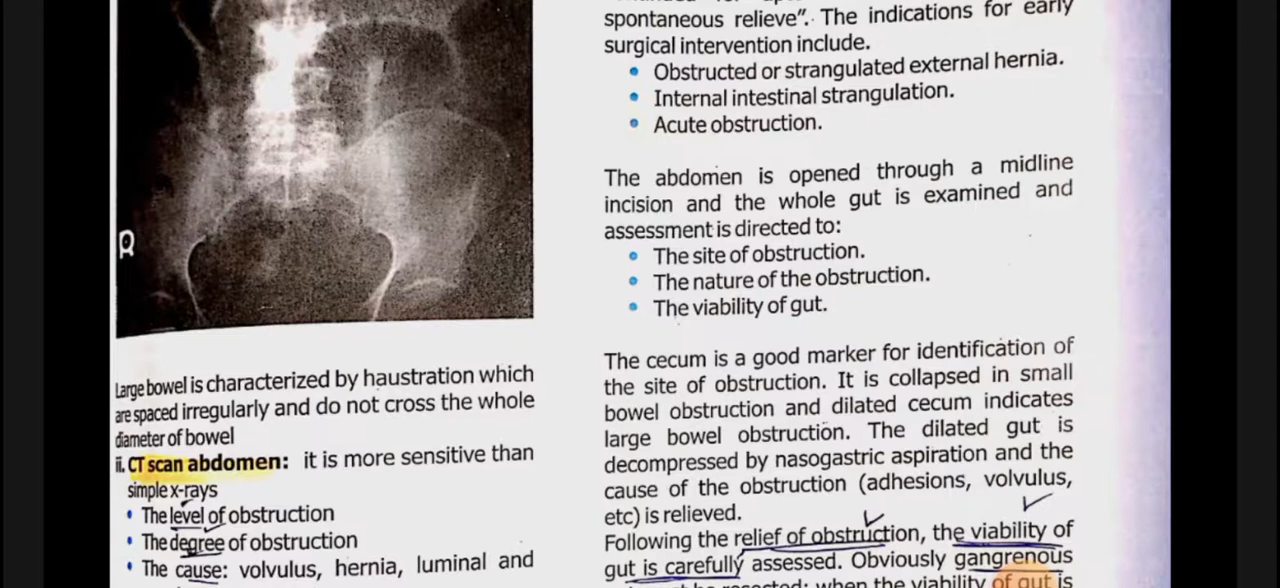 R
Large bowel is characterized by haustration which
are spaced irregularly and do not cross the whole
diameter of bowel
ii. CT scan abdomen: it is more sensitive than
simple x-rays
• The level of obstruction
• The degree of obstruction
• The cause: volvulus, hernia, luminal and
spontaneous relieve". The indications for early
surgical intervention include.
• Obstructed or strangulated external hernia.
• Internal intestinal strangulation.
• Acute obstruction.
The abdomen is opened through a midline
incision and the whole gut is examined and
assessment is directed to:
• The site of obstruction.
• The nature of the obstruction.
• The viability of gut.
The cecum is a good marker for identification of
the site of obstruction. It is collapsed in small
bowel obstruction and dilated cecum indicates
large bowel obstruction. The dilated gut is
decompressed by nasogastric aspiration and the
cause of the obstruction (adhesions, volvulus,
etc) is relieved.
Following the relief of obstruction, the viability of
gut is carefully assessed. Obviously gangrenous
when the viability of gut is